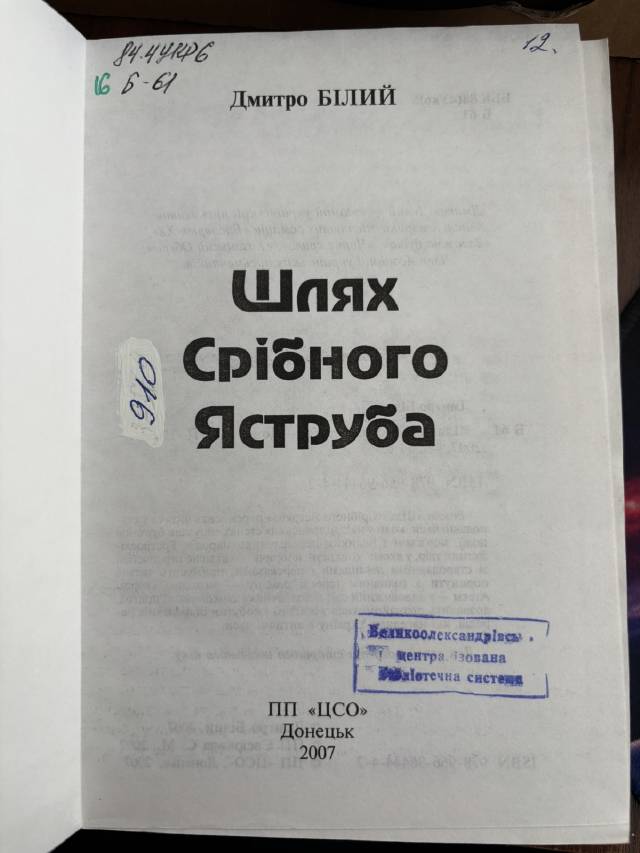 84.4УКР6
16 Б-61
12.
Дмитро БІЛИЙ
Шлях
Срібного
Яструба
910
Великоолександрівсь
централізована
бібліотечна система
ПП «ЦСО»
Донецьк
2007